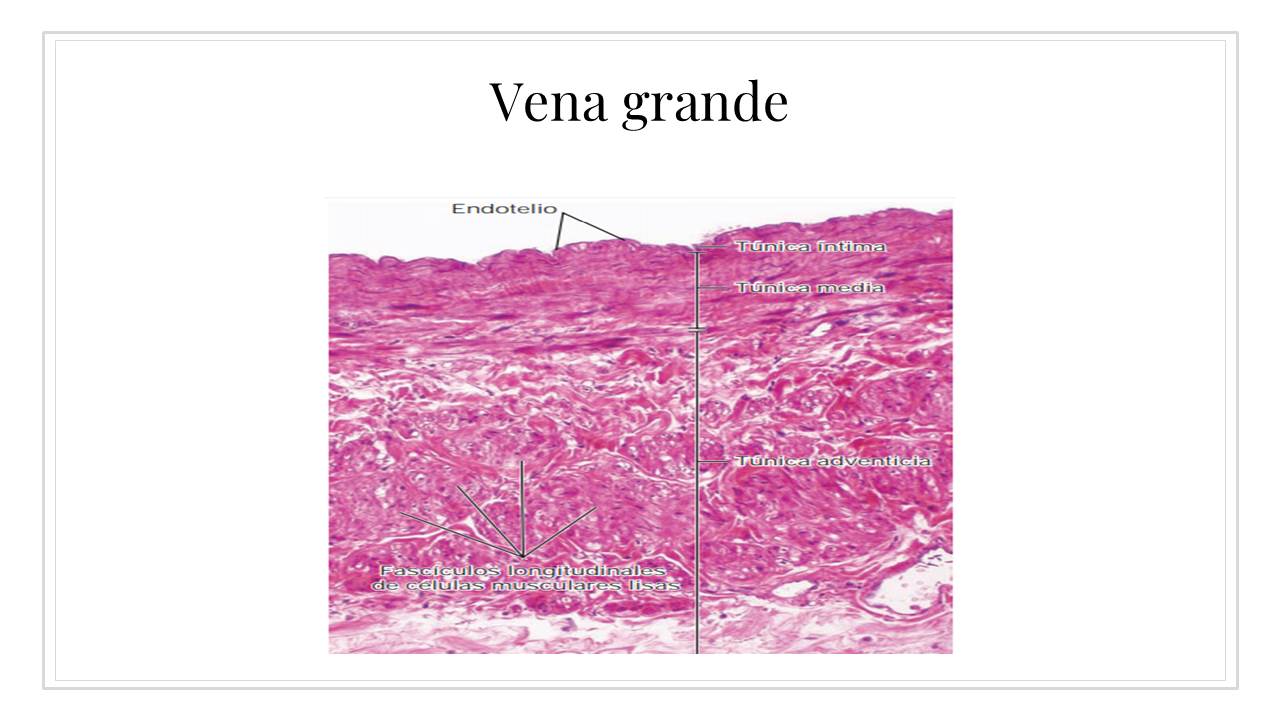 Vena grande
Endotelio
Túnica íntima
Túnica media
Túnica adventicia
Fascículos longitudinales
de células musculares lisas